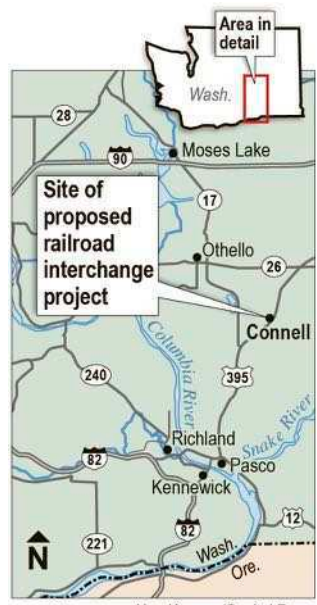 Area in
detail
Wash.
28
90
Moses Lake
Site of
proposed
railroad
interchange
project
17
Othello
26
Connell
Columbia River
240
395
Snake River
Richland
82
Pasco
Kennewick
12
82
221
N
Wash.
Ore.